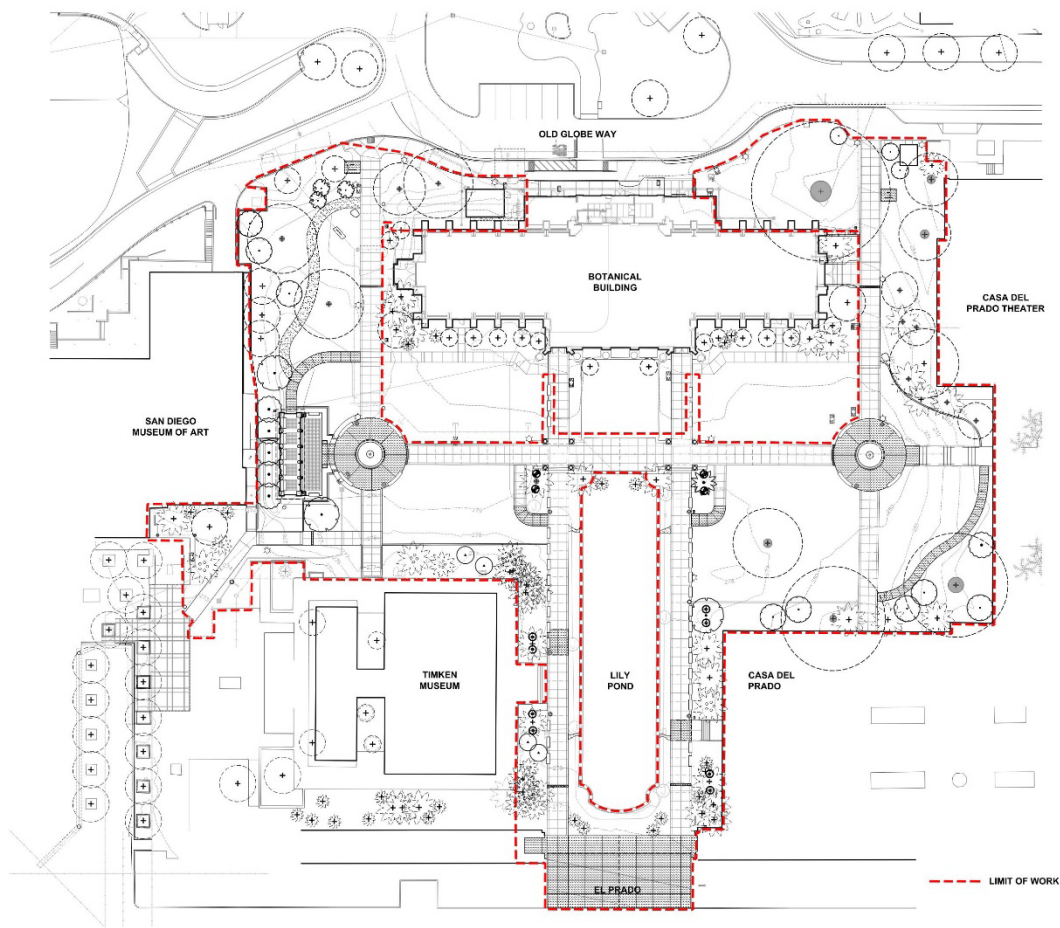 OLD GLOBE WAY
BOTANICAL
BUILDING
CASA DEL
PRADO THEATER
SAN DIEGO
MUSEUM OF ART
TIMKEN
MUSEUM
LILY
POND
CASA DEL
PRADO
EL PRADO
LIMIT OF WORK